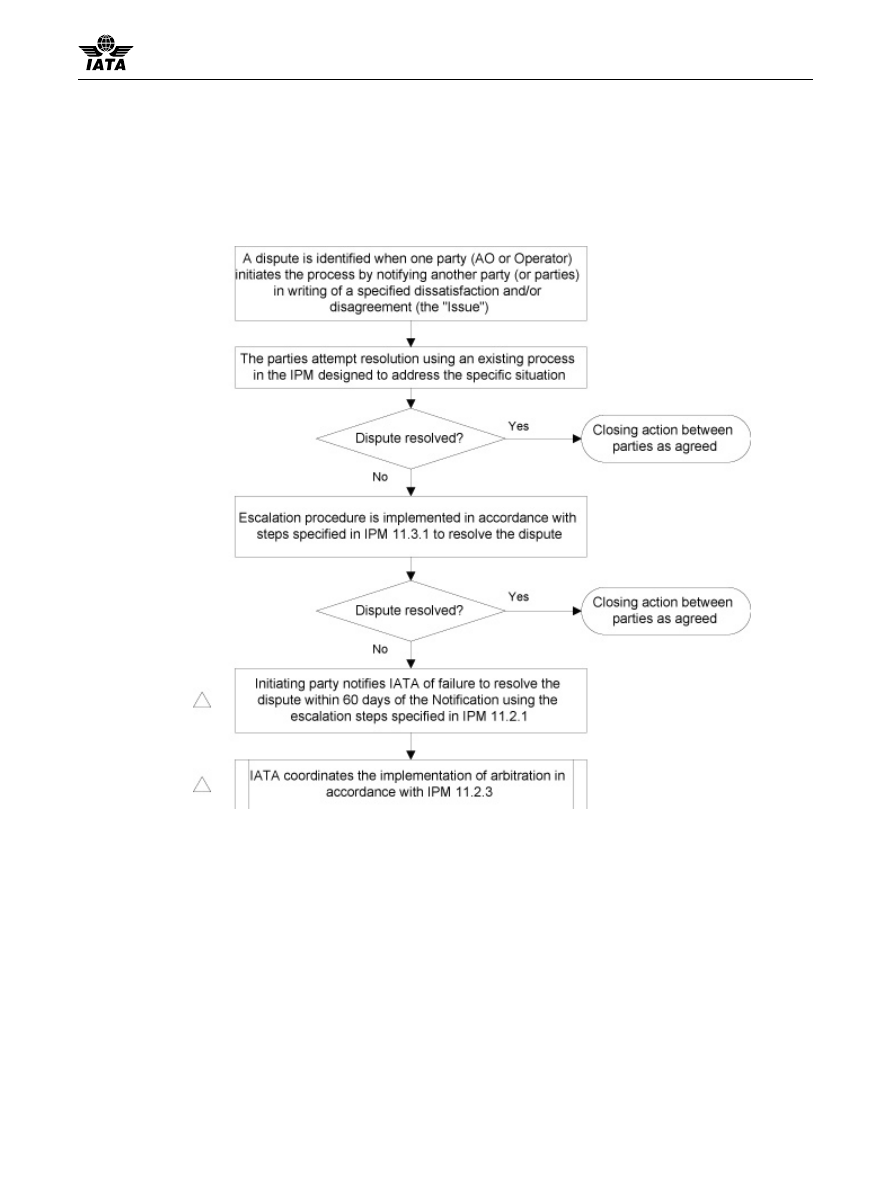 IATA
A dispute is identified when one party (AO or Operator)
initiates the process by notifying another party (or parties)
in writing of a specified dissatisfaction and/or
disagreement (the "Issue")
The parties attempt resolution using an existing process
in the IPM designed to address the specific situation
Dispute resolved?
Yes
Closing action between
parties as agreed
No
Escalation procedure is implemented in accordance with
steps specified in IPM 11.3.1 to resolve the dispute
Dispute resolved?
Yes
Closing action between
parties as agreed
No
Initiating party notifies IATA of failure to resolve the
dispute within 60 days of the Notification using the
escalation steps specified in IPM 11.2.1
IATA coordinates the implementation of arbitration in
accordance with IPM 11.2.3